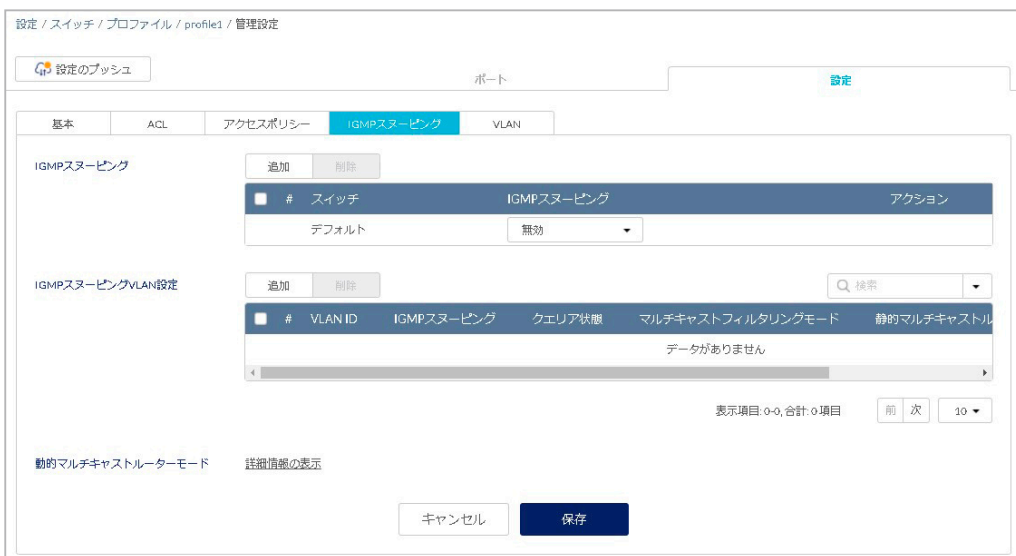 設定 / スイッチ / プロファイル / profile1 / 管理設定
設定のプッシュ
ポート
設定
基本 ACL アクセスポリシー IGMPスヌーピング VLAN
IGMPスヌーピング 追加 削除
# スイッチ IGMPスヌーピング アクション
デフォルト 無効
IGMPスヌーピングVLAN設定 追加 削除 検索
# VLAN ID IGMPスヌーピング クエリア状態 マルチキャストフィルタリングモード 静的マルチキャストル
データがありません
表示項目: 0-0, 合計: 0 項目 前 次 10
動的マルチキャストルーターモード 詳細情報の表示
キャンセル 保存